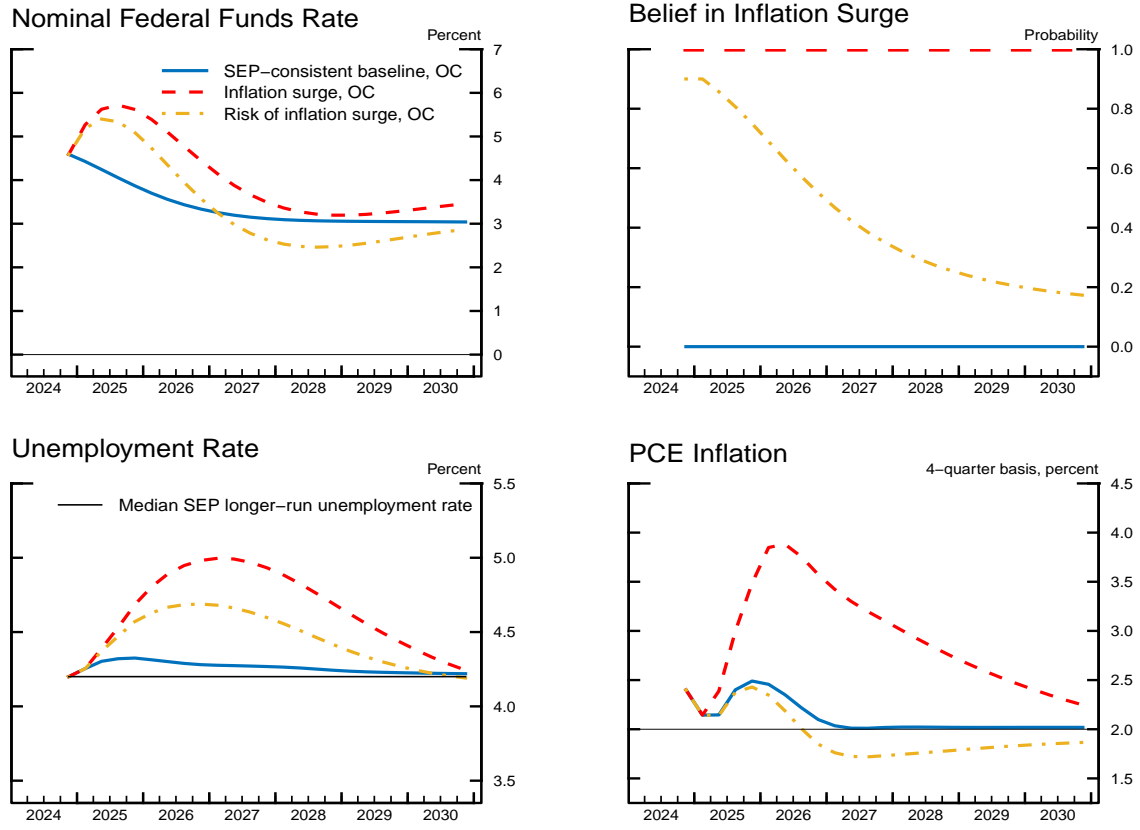 Nominal Federal Funds Rate
Percent
7
6
5
4
3
2
1
0
SEP−consistent baseline, OC
Inflation surge, OC
Risk of inflation surge, OC
2024 2025 2026 2027 2028 2029 2030
Belief in Inflation Surge
Probability
1.0
0.8
0.6
0.4
0.2
0.0
2024 2025 2026 2027 2028 2029 2030
Unemployment Rate
Percent
5.5
5.0
4.5
4.0
3.5
Median SEP longer−run unemployment rate
2024 2025 2026 2027 2028 2029 2030
PCE Inflation
4−quarter basis, percent
4.5
4.0
3.5
3.0
2.5
2.0
1.5
2024 2025 2026 2027 2028 2029 2030